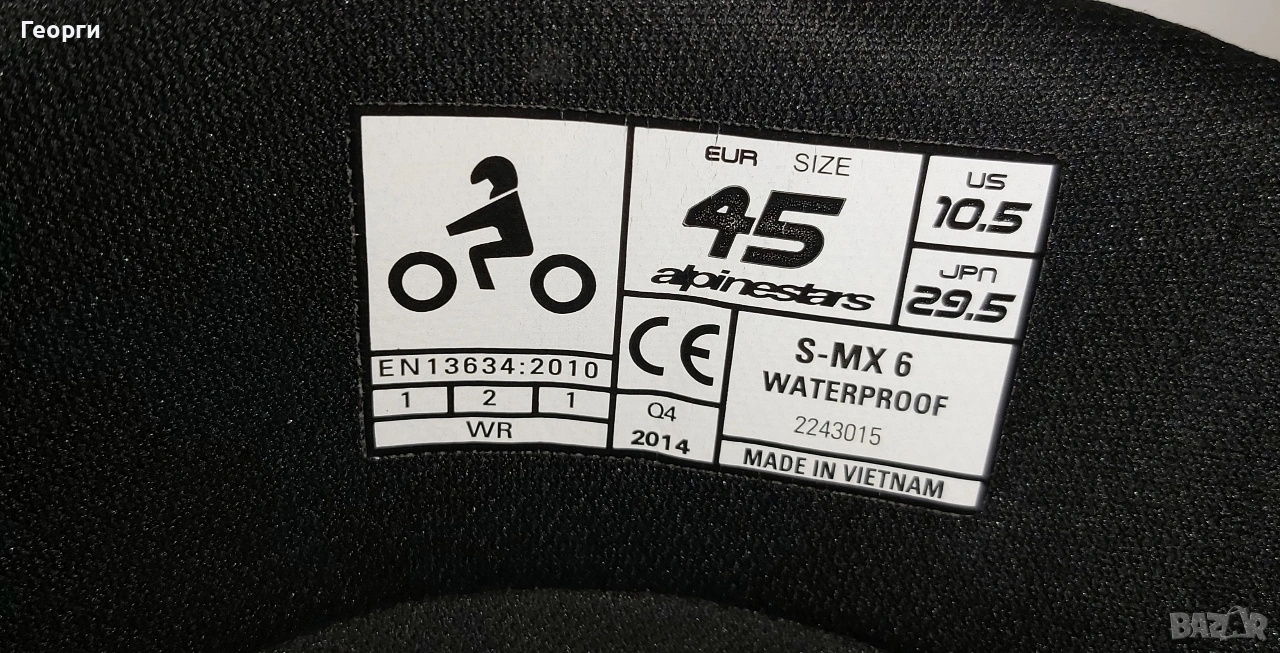 Георги
EUR SIZE
45
alpinestars
US
10.5
JPN
29.5
EN13634:2010
1 2 1
WR
CE
Q4
2014
S-MX 6
WATERPROOF
2243015
MADE IN VIETNAM
BAZAR